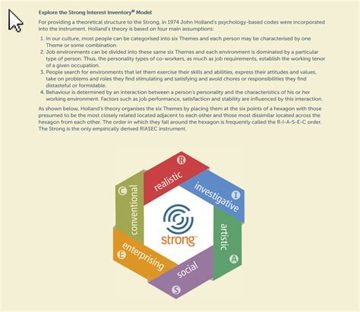 Explore the Strong Interest Inventory® Model
For providing a theoretical structure to the Strong, in 1974 John Holland's psychology-based codes were incorporated
into the instrument. Holland's theory is based on four main assumptions:
1. In our culture, most people can be categorised into six Themes and each person may be characterised by one
Theme or some combination.
2. Job environments can be divided into these same six Themes and each environment is dominated by a particular
type of person. Thus, the personality types of co-workers, as much as job requirements, establish the working tenor
of a given occupation.
3. People search for environments that let them exercise their skills and abilities, express their attitudes and values,
take on problems and roles they find stimulating and satisfying and avoid chores or responsibilities they find
distasteful or formidable.
4. Behaviour is determined by an interaction between a person's personality and the characteristics of his or her
working environment. Factors such as job performance, satisfaction and stability are influenced by this interaction.
As shown below, Holland's theory organises the six Themes by placing them at the six points of a hexagon with those
presumed to be the most closely related located adjacent to each other and those most dissimilar located across the
hexagon from each other. The order in which they fall around the hexagon is frequently called the R-I-A-S-E-C order.
The Strong is the only empirical derived RIASEC instrument.
R
realistic
I
investigative
A
artistic
S
social
E
enterprising
C
conventional
strong™